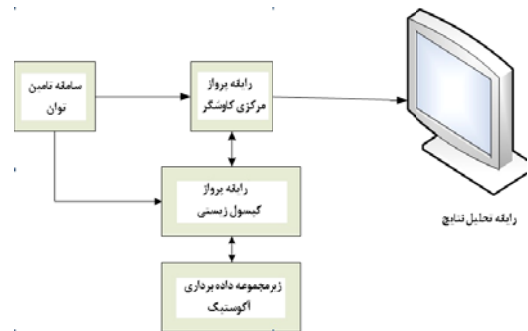 رایانه پرواز
مرکزی کاوشگر
سامانه تامین
توان
رایانه پرواز
کپسول زیستی
رایانه تحلیل نتایج
زیرمجموعه داده برداری
آکوستیک